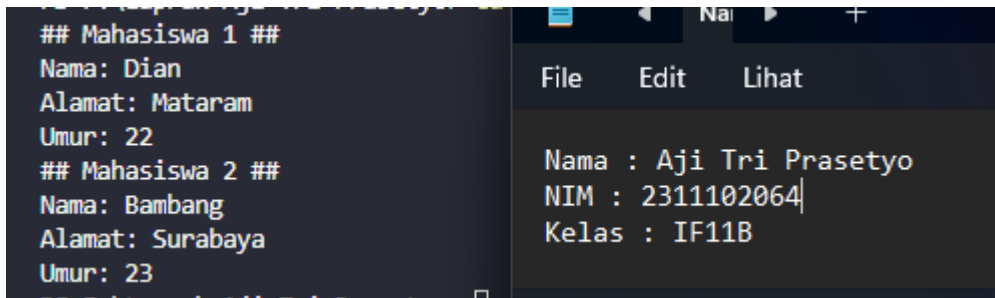 ## Mahasiswa 1 ##
Nama: Dian
Alamat: Mataram
Umur: 22
## Mahasiswa 2 ##
Nama: Bambang
Alamat: Surabaya
Umur: 23
Nar
+
File Edit Lihat
Nama : Aji Tri Prasetyo
NIM : 2311102064
Kelas : IF11B